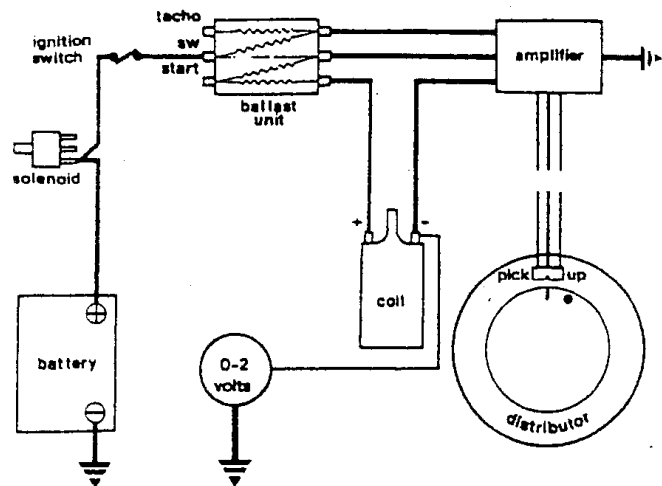 tacho
ignition
switch
sw
start
ballast
unit
amplifier
solenoid
+
-
pick up
coil
battery
0-2
volts
distributor